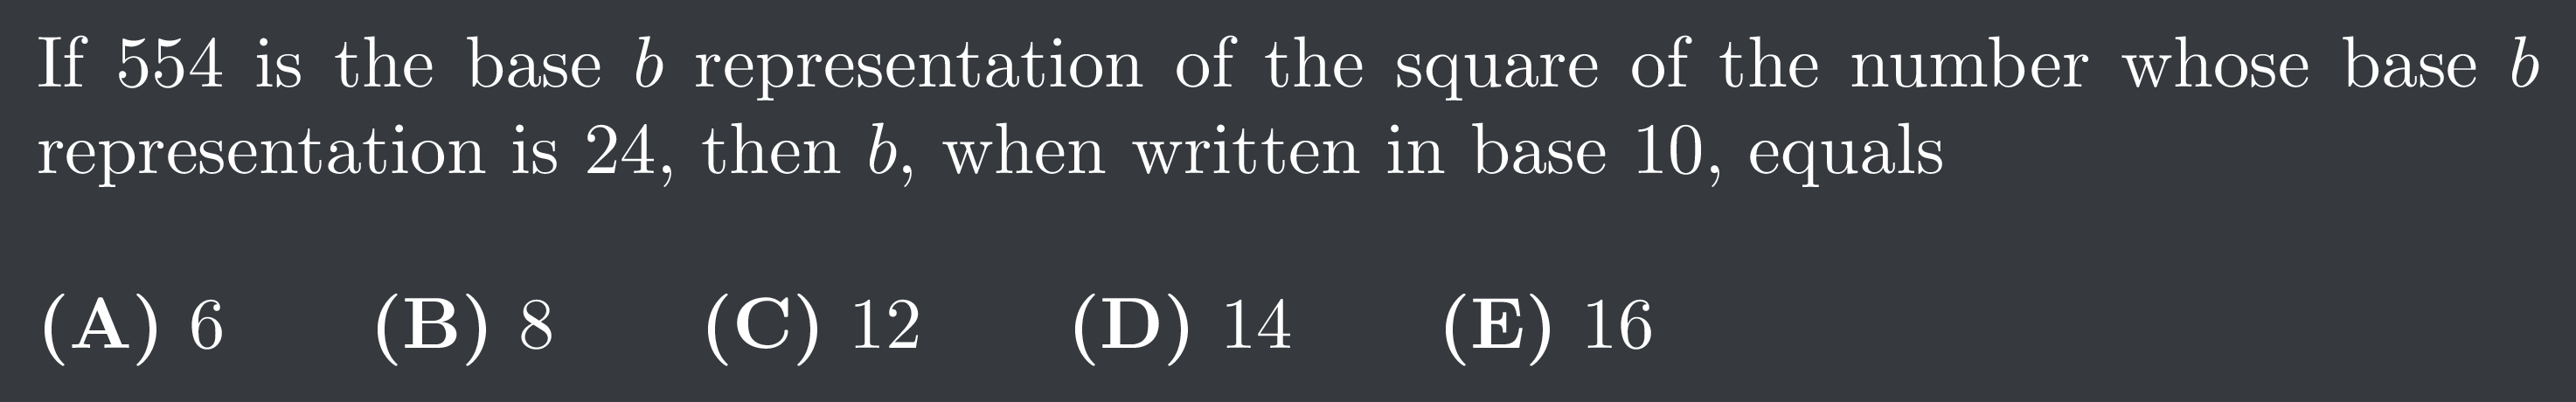 If 554 is the base b representation of the square of the number whose base b
representation is 24, then b, when written in base 10, equals
(A) 6 (B) 8 (C) 12 (D) 14 (E) 16